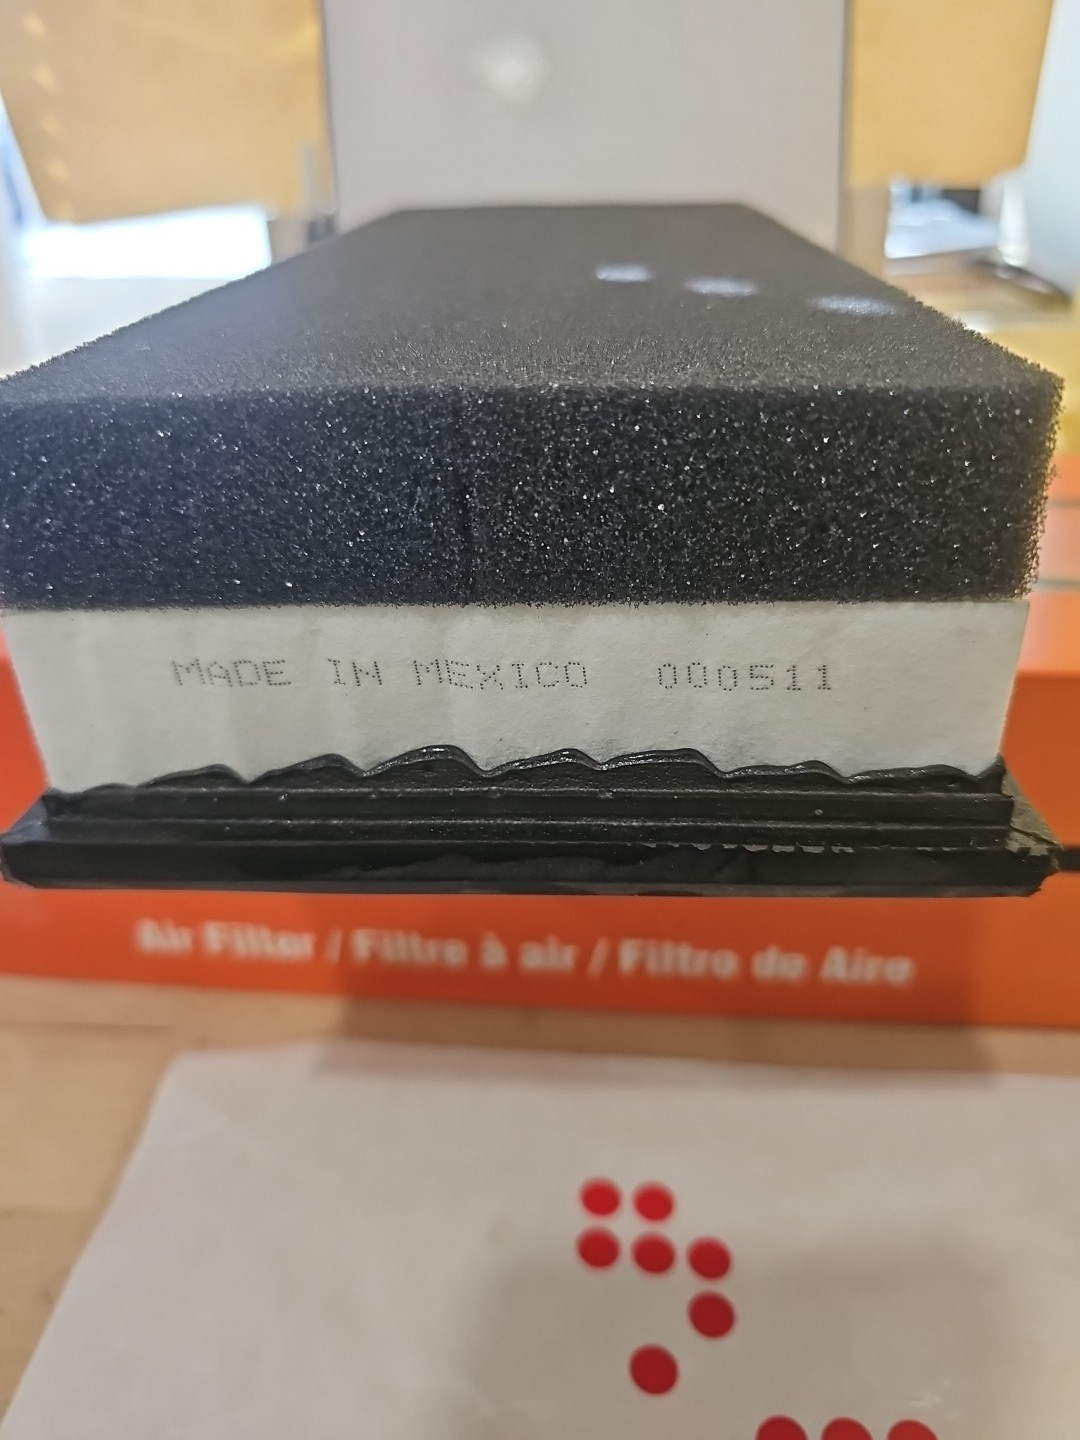 MADE IN MEXICO 000511
Air Filter / Filtre à air / Filtro de Aire